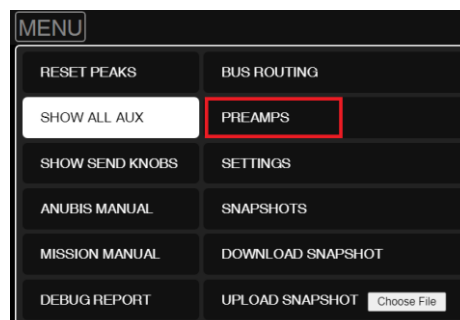 MENU
RESET PEAKS BUS ROUTING
SHOW ALL AUX PREAMPS
SHOW SEND KNOBS SETTINGS
ANUBIS MANUAL SNAPSHOTS
MISSION MANUAL DOWNLOAD SNAPSHOT
DEBUG REPORT UPLOAD SNAPSHOT Choose File